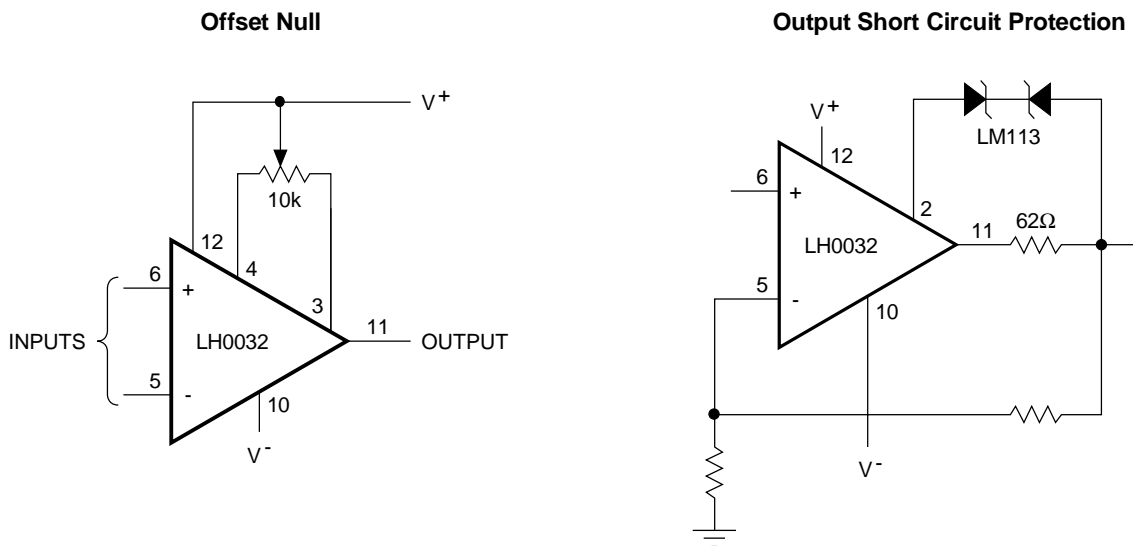 Offset Null
V+
10k
12
4
3
6
+
INPUTS
LH0032
11
OUTPUT
5
-
10
V-
Output Short Circuit Protection
LM113
V+
12
6
+
2
62Ω
11
LH0032
5
-
10
V-